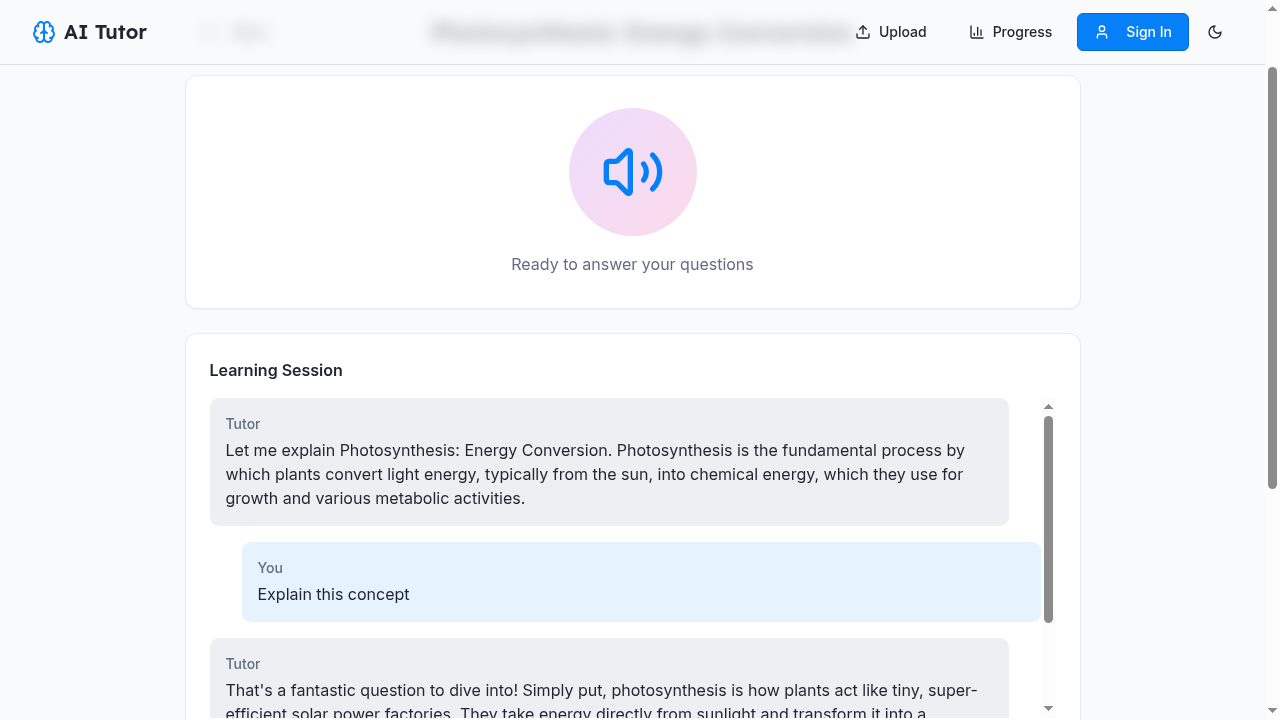 AI Tutor
Upload
Progress
Sign In
Ready to answer your questions
Learning Session
Tutor
Let me explain Photosynthesis: Energy Conversion. Photosynthesis is the fundamental process by
which plants convert light energy, typically from the sun, into chemical energy, which they use for
growth and various metabolic activities.
You
Explain this concept
Tutor
That's a fantastic question to dive into! Simply put, photosynthesis is how plants act like tiny, super-
efficient solar power factories. They take energy directly from sunlight and transform it into a